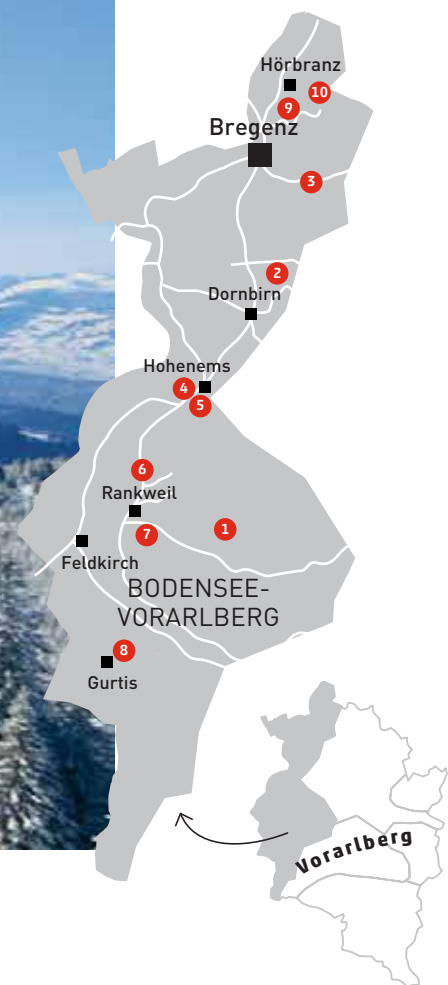 Hörbranz
10
9
Bregenz
3
2
Dornbirn
Hohenems
4
5
6
Rankweil
7
1
Feldkirch
BODENSEE-
VORARLBERG
8
Gurtis
Vorarlberg